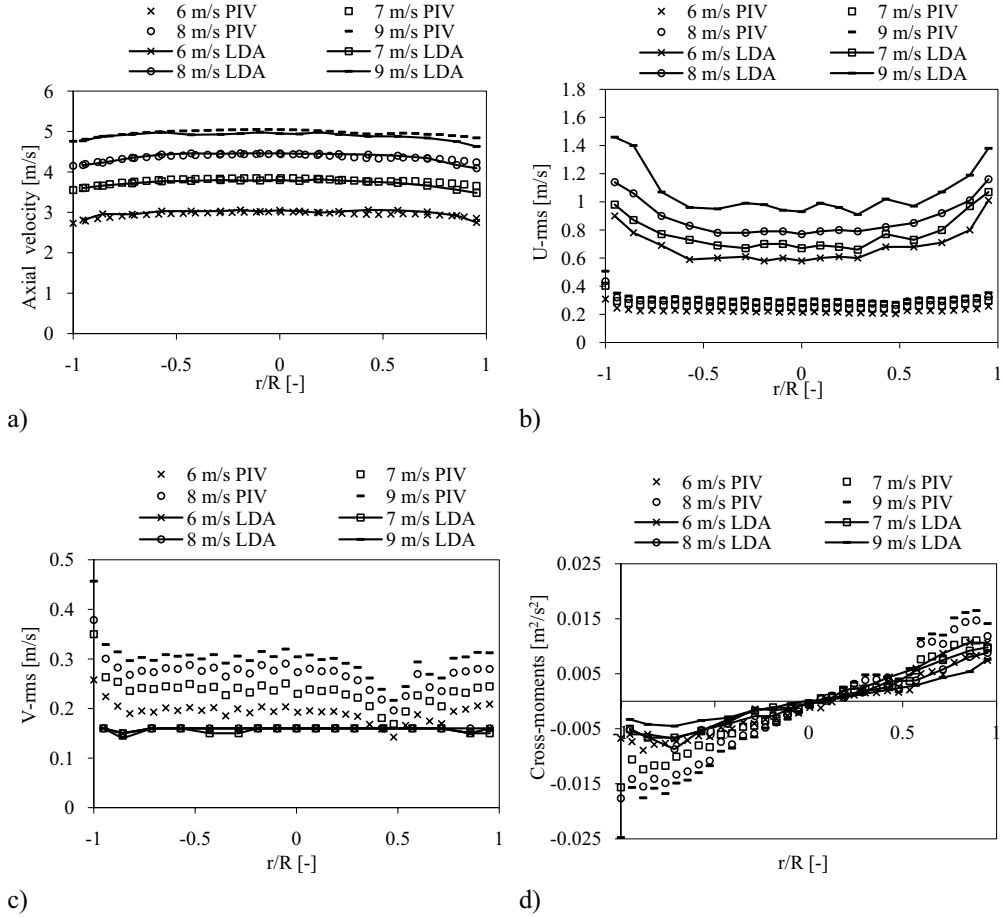 6 m/s PIV 7 m/s PIV
8 m/s PIV 9 m/s PIV
6 m/s LDA 7 m/s LDA
8 m/s LDA 9 m/s LDA
6
5
4
3
2
1
0
Axial velocity [m/s]
-1 -0.5 0 0.5 1
r/R [-]
a)
6 m/s PIV 7 m/s PIV
8 m/s PIV 9 m/s PIV
6 m/s LDA 7 m/s LDA
8 m/s LDA 9 m/s LDA
1.8
1.6
1.4
1.2
1
0.8
0.6
0.4
0.2
0
U-rms [m/s]
-1 -0.5 0 0.5 1
r/R [-]
b)
6 m/s PIV 7 m/s PIV
8 m/s PIV 9 m/s PIV
6 m/s LDA 7 m/s LDA
8 m/s LDA 9 m/s LDA
0.5
0.4
0.3
0.2
0.1
0
V-rms [m/s]
-1 -0.5 0 0.5 1
r/R [-]
c)
6 m/s PIV 7 m/s PIV
8 m/s PIV 9 m/s PIV
6 m/s LDA 7 m/s LDA
8 m/s LDA 9 m/s LDA
0.025
0.015
0.005
-0.005
-0.015
-0.025
Cross-moments [m²/s²]
0 0.5 1
r/R [-]
d)